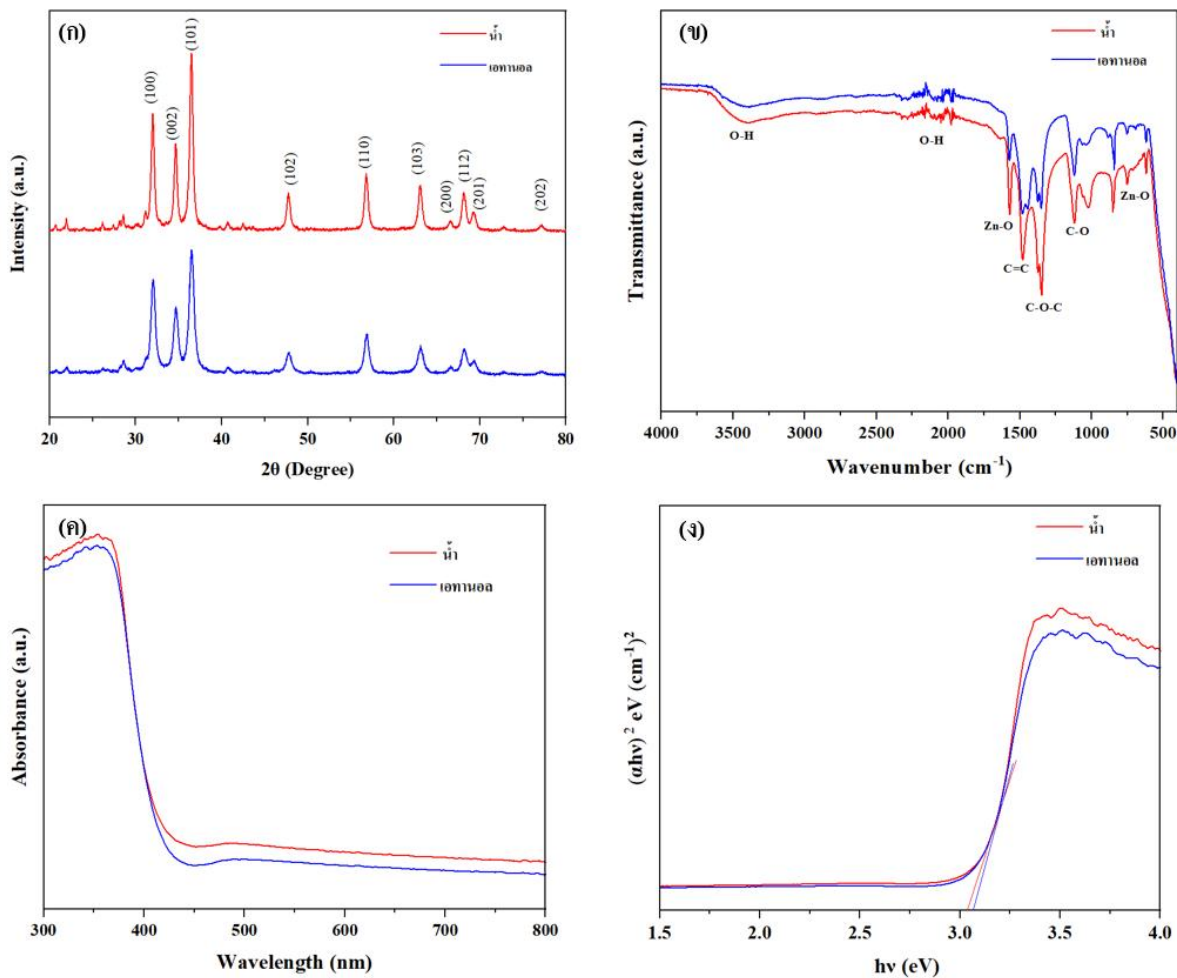 (ก)
น้ำ
เอทานอล
(100)
(002)
(101)
(102)
(110)
(103)
(200)
(112)
(201)
(202)
Intensity (a.u.)
20 30 40 50 60 70 80
2θ (Degree)
(ข)
น้ำ
เอทานอล
O-H
O-H
Zn-O
C=C
C-O-C
C-O
Zn-O
Transmittance (a.u.)
4000 3500 3000 2500 2000 1500 1000 500
Wavenumber (cm⁻¹)
(ค)
น้ำ
เอทานอล
Absorbance (a.u.)
300 400 500 600 700 800
Wavelength (nm)
(ง)
น้ำ
เอทานอล
(αhν)² eV (cm⁻¹)²
1.5 2.0 2.5 3.0 3.5 4.0
hν (eV)